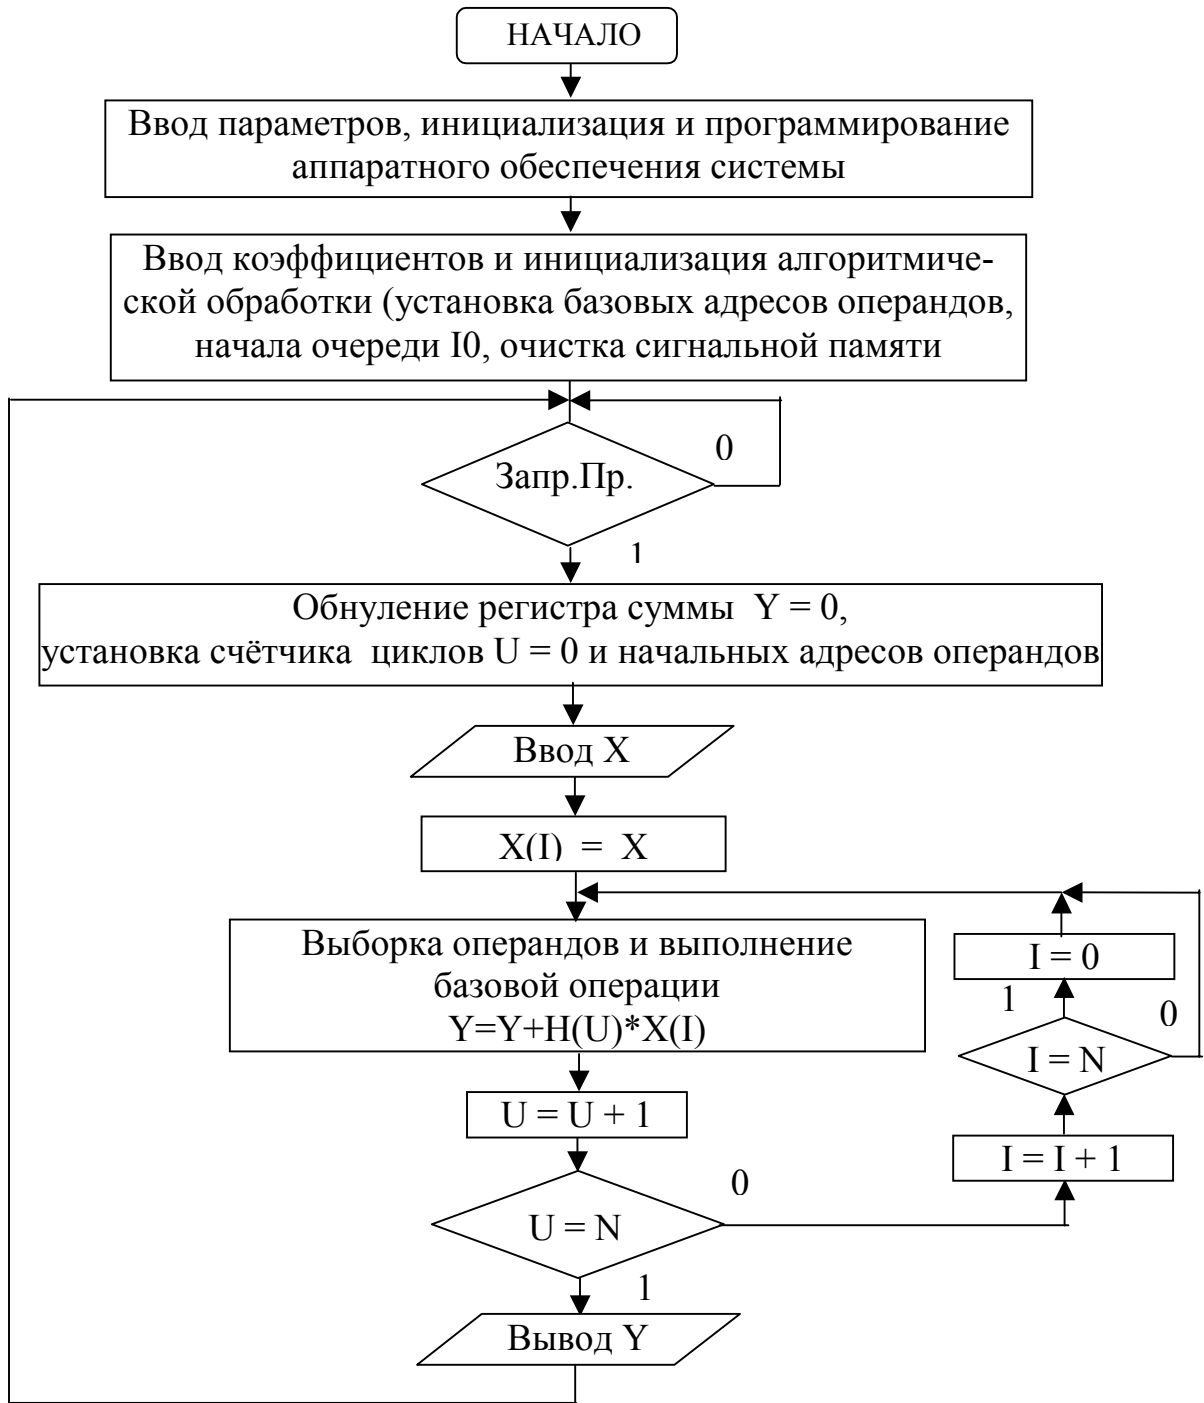 НАЧАЛО
Ввод параметров, инициализация и программирование
аппаратного обеспечения системы
Ввод коэффициентов и инициализация алгоритмиче-
ской обработки (установка базовых адресов операндов,
начала очереди I0, очистка сигнальной памяти
0
Запр.Пр.
1
Обнуление регистра суммы Y = 0,
установка счётчика циклов U = 0 и начальных адресов операндов
Ввод X
X(I) = X
Выборка операндов и выполнение
базовой операции
Y=Y+H(U)*X(I)
I = 0
1
0
I = N
U = U + 1
I = I + 1
0
U = N
1
Вывод Y